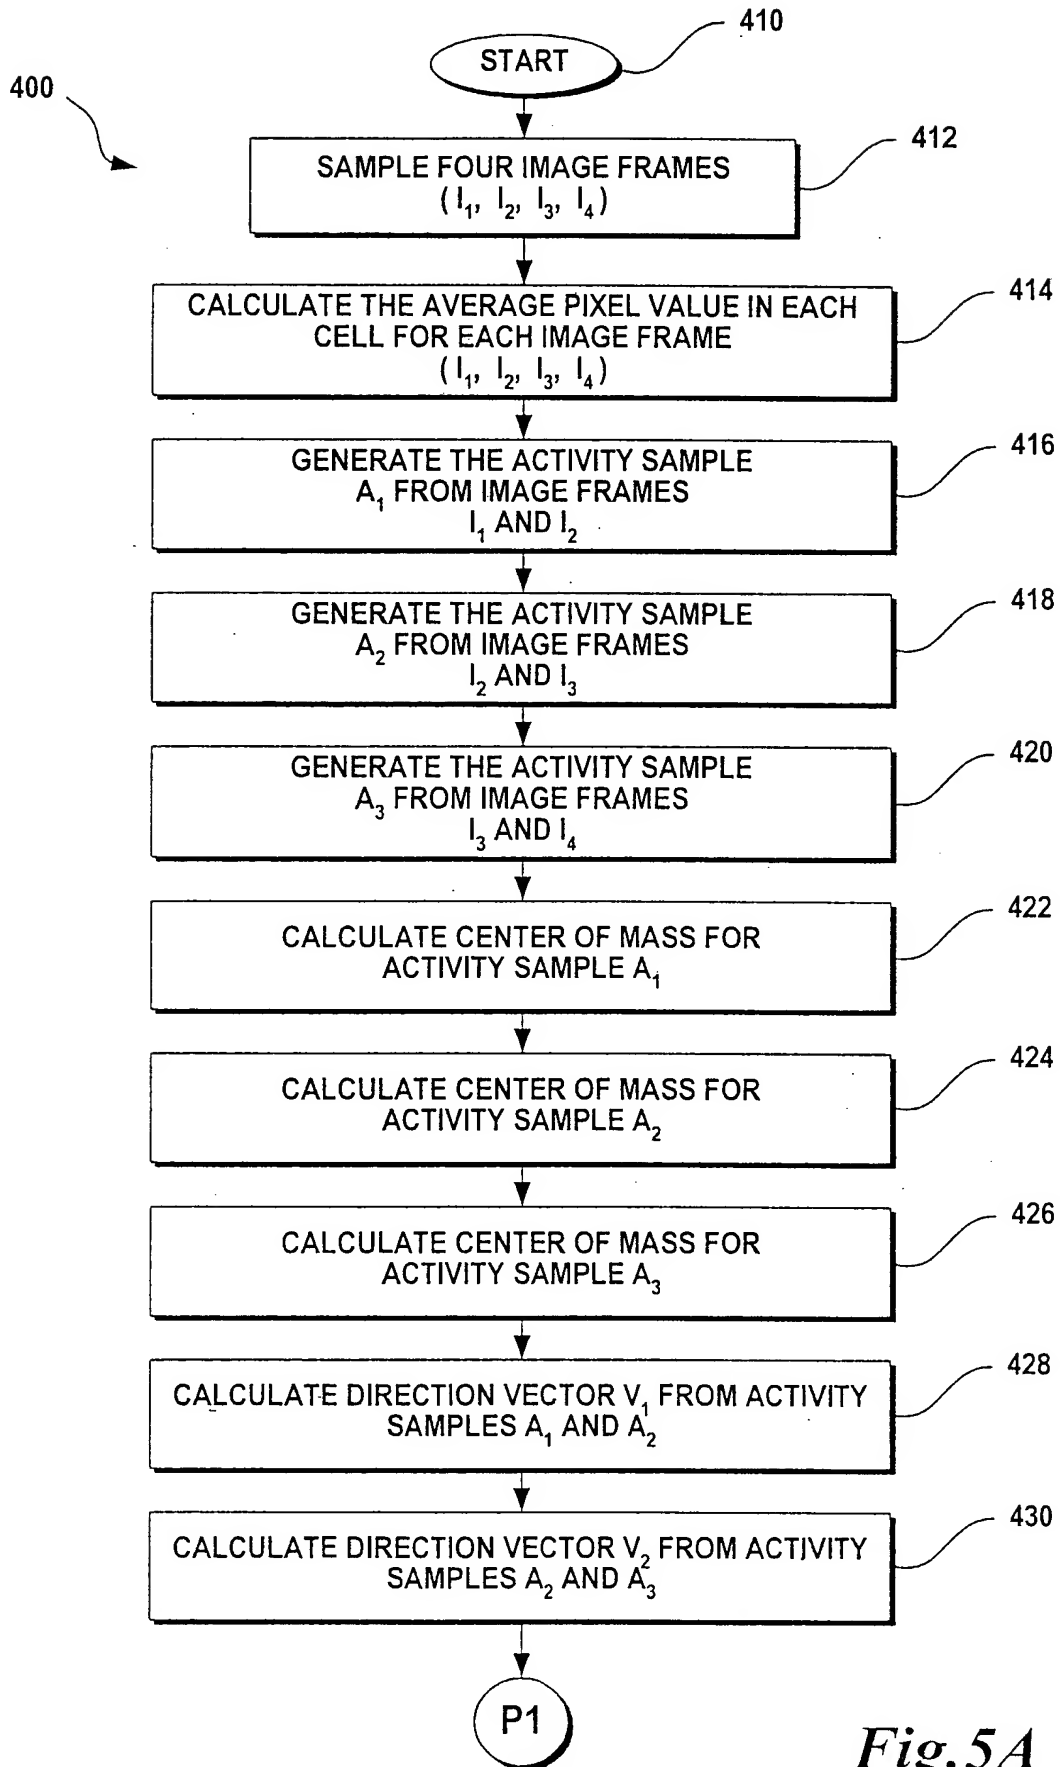 410
START
400
412
SAMPLE FOUR IMAGE FRAMES
( I₁, I₂, I₃, I₄ )
414
CALCULATE THE AVERAGE PIXEL VALUE IN EACH
CELL FOR EACH IMAGE FRAME
( I₁, I₂, I₃, I₄ )
416
GENERATE THE ACTIVITY SAMPLE
A₁ FROM IMAGE FRAMES
I₁ AND I₂
418
GENERATE THE ACTIVITY SAMPLE
A₂ FROM IMAGE FRAMES
I₂ AND I₃
420
GENERATE THE ACTIVITY SAMPLE
A₃ FROM IMAGE FRAMES
I₃ AND I₄
422
CALCULATE CENTER OF MASS FOR
ACTIVITY SAMPLE A₁
424
CALCULATE CENTER OF MASS FOR
ACTIVITY SAMPLE A₂
426
CALCULATE CENTER OF MASS FOR
ACTIVITY SAMPLE A₃
428
CALCULATE DIRECTION VECTOR V₁ FROM ACTIVITY
SAMPLES A₁ AND A₂
430
CALCULATE DIRECTION VECTOR V₂ FROM ACTIVITY
SAMPLES A₂ AND A₃
P1
Fig.5A